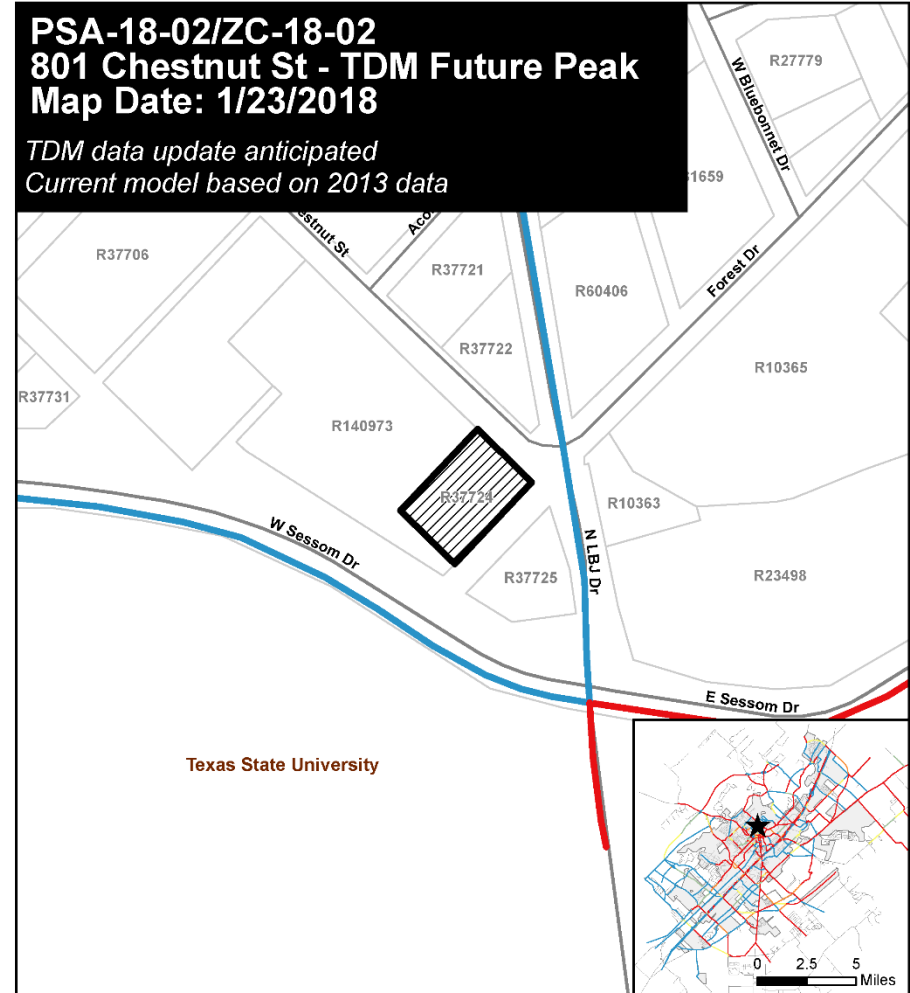 PSA-18-02/ZC-18-02
801 Chestnut St - TDM Future Peak
Map Date: 1/23/2018
TDM data update anticipated
Current model based on 2013 data
R27779
W Bluebonnet Dr
1659
estnut St
Aco
R37706
R37721
R60406
Forest Dr
R37722
R10365
R37731
R140973
R37724
R10363
W Sessom Dr
N LBJ Dr
R37725
R23498
E Sessom Dr
Texas State University
0 2.5 5
Miles